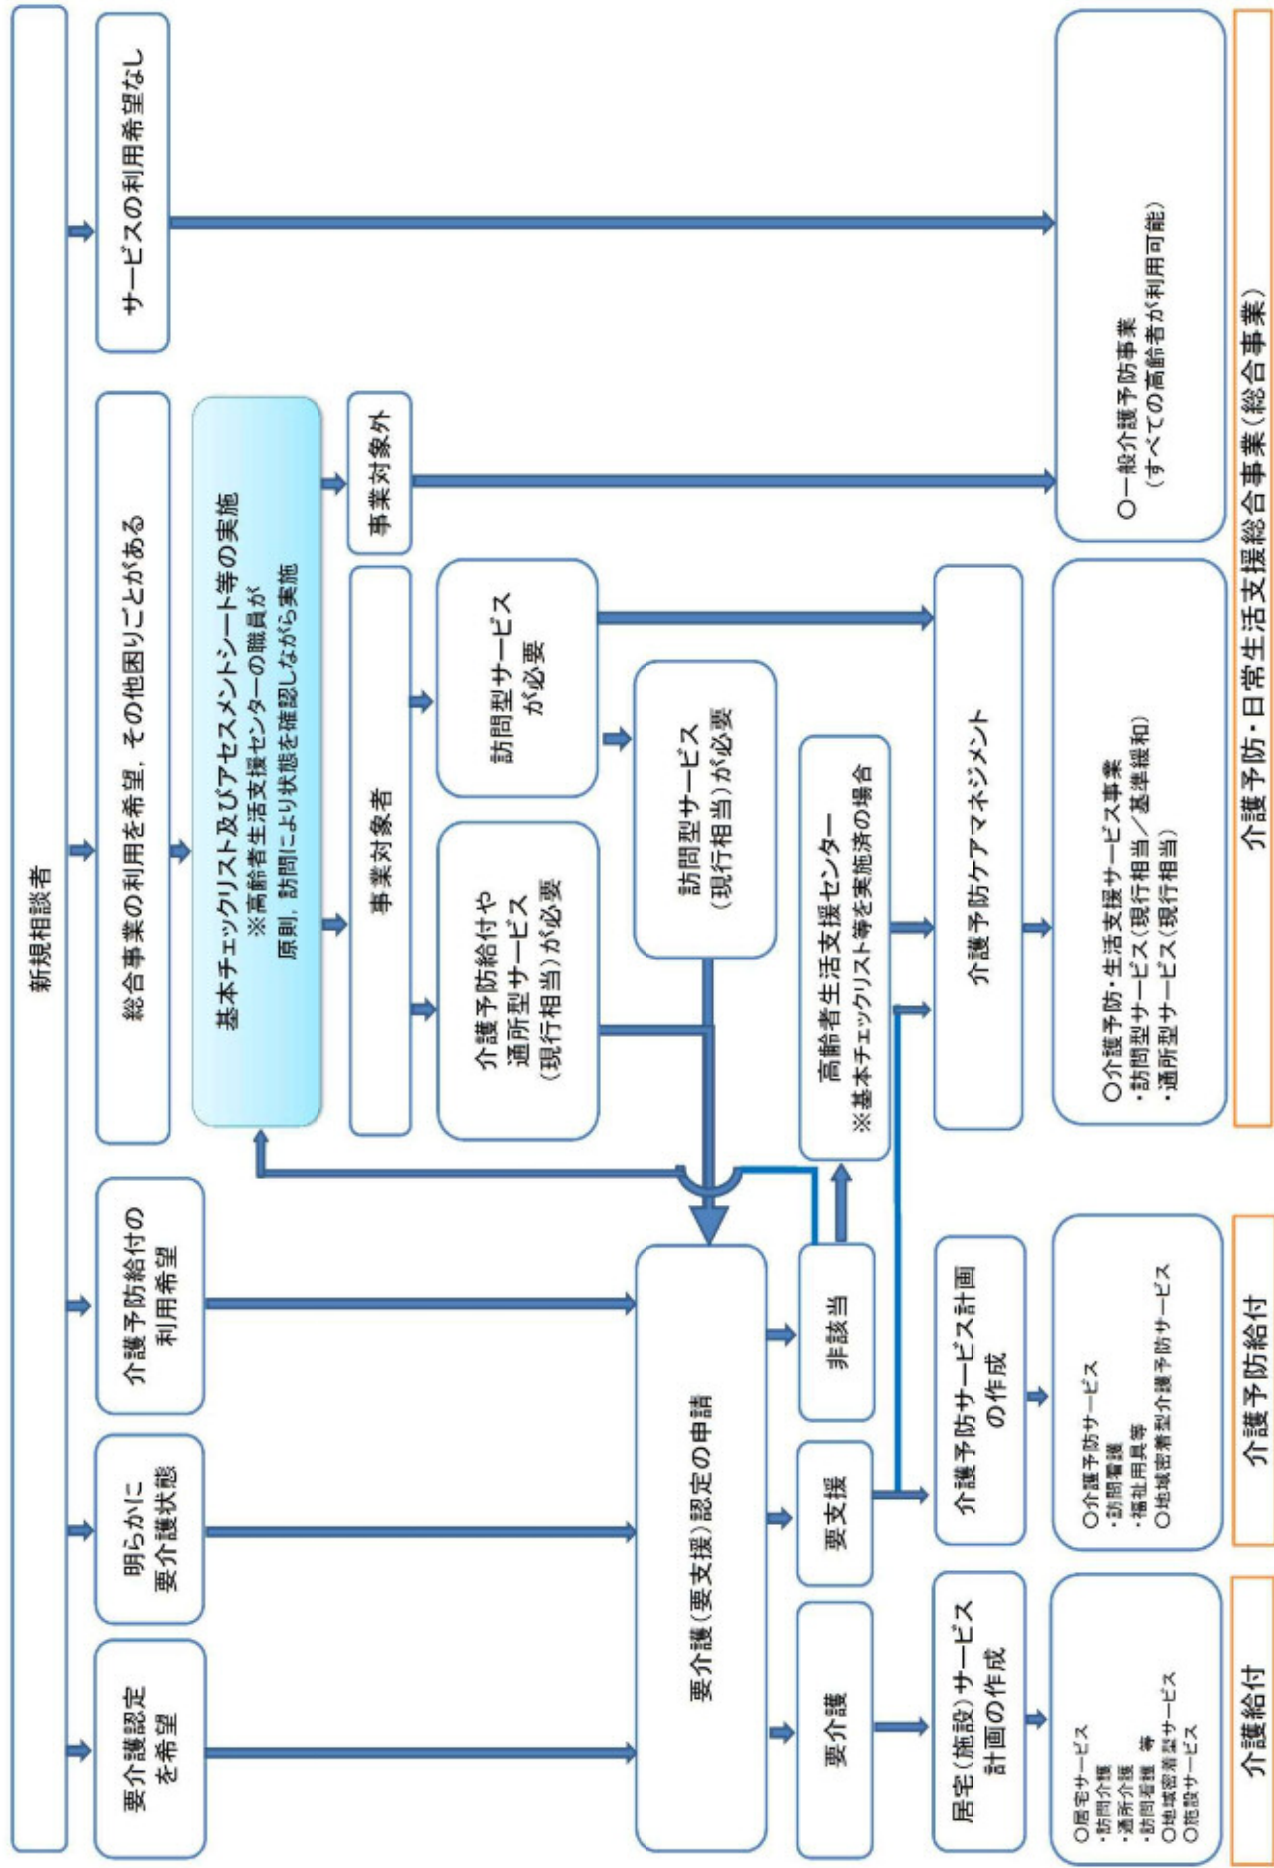 新規相談者
要介護認定
を希望
明らかに
要介護状態
介護予防給付の
利用希望
総合事業の利用を希望，その他困りごとがある
サービスの利用希望なし
基本チェックリスト及びアセスメントシート等の実施
※高齢者生活支援センターの職員が
原則，訪問により状態を確認しながら実施
事業対象者
事業対象外
介護予防給付や
通所型サービス
（現行相当）が必要
訪問型サービス
が必要
訪問型サービス
（現行相当）が必要
要介護（要支援）認定の申請
要介護
要支援
非該当
高齢者生活支援センター
※基本チェックリスト等を実施済の場合
居宅（施設）サービス
計画の作成
介護予防サービス計画
の作成
介護予防ケアマネジメント
○居宅サービス
・訪問介護
・通所介護
・訪問看護　等
○地域密着型サービス
○施設サービス
○介護予防サービス
・訪問看護
・福祉用具等
○地域密着型介護予防サービス
○介護予防・生活支援サービス事業
・訪問型サービス（現行相当／基準緩和）
・通所型サービス（現行相当）
○一般介護予防事業
（すべての高齢者が利用可能）
介護給付
介護予防給付
介護予防・日常生活支援総合事業（総合事業）